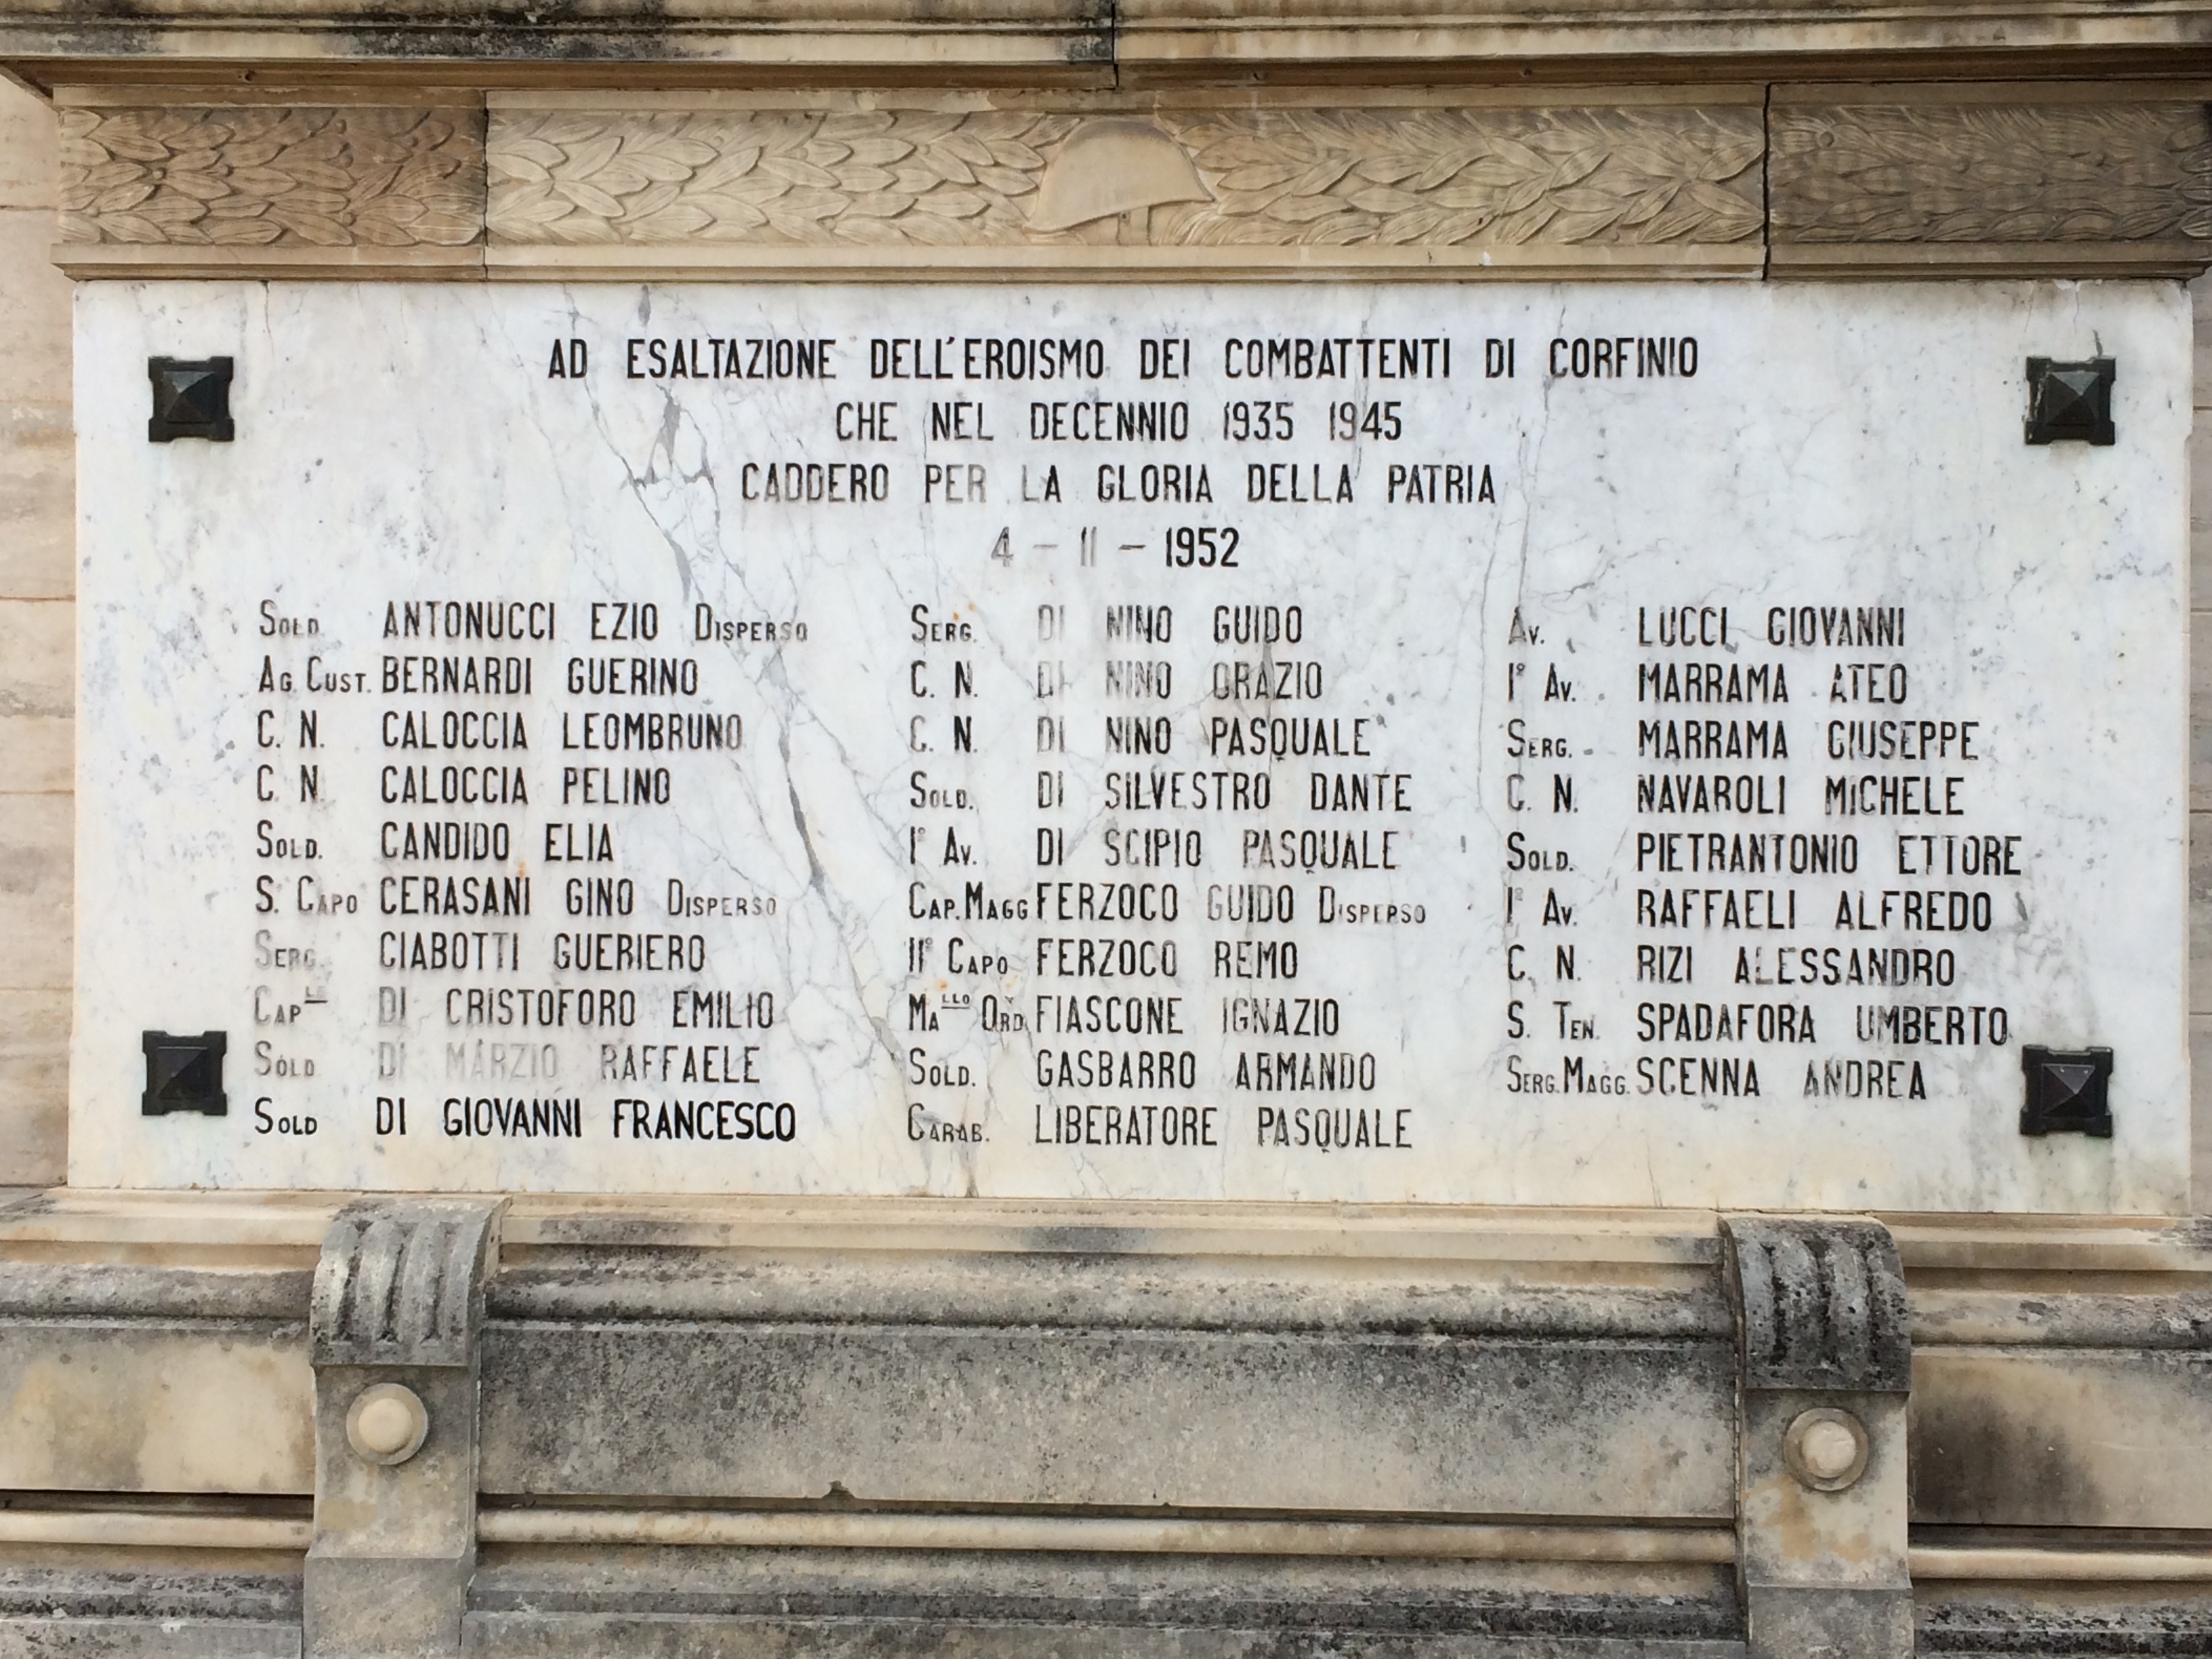 AD ESALTAZIONE DELL'EROISMO DEI COMBATTENTI DI CORFINIO
CHE NEL DECENNIO 1935 1945
CADDERO PER LA GLORIA DELLA PATRIA
4 – 11 – 1952
SOLD. ANTONUCCI EZIO DISPERSO
AG. CUST. BERNARDI GUERINO
C. N. CALOCCIA LEOMBRUNO
C. N. CALOCCIA PELINO
SOLD. CANDIDO ELIA
S. CAPO CERASANI GINO DISPERSO
SERG. CIABOTTI GUERIERO
CAP LE DI CRISTOFORO EMILIO
SOLD DI MARZIO RAFFAELE
SOLD DI GIOVANNI FRANCESCO
SERG. DI NINO GUIDO
C. N. DI NINO ORAZIO
C. N. DI NINO PASQUALE
SOLD. DI SILVESTRO DANTE
I° AV. DI SCIPIO PASQUALE
CAP. MAGG FERZOCO GUIDO DISPERSO
II° CAPO FERZOCO REMO
MA LLO ORD. FIASCONE IGNAZIO
SOLD. GASBARRO ARMANDO
CARAB. LIBERATORE PASQUALE
AV. LUCCI GIOVANNI
I° AV. MARRAMA ATEO
SERG. MARRAMA GIUSEPPE
C. N. NAVAROLI MICHELE
SOLD. PIETRANTONIO ETTORE
I° AV. RAFFAELI ALFREDO
C. N. RIZI ALESSANDRO
S. TEN. SPADAFORA UMBERTO
SERG. MAGG. SCENNA ANDREA